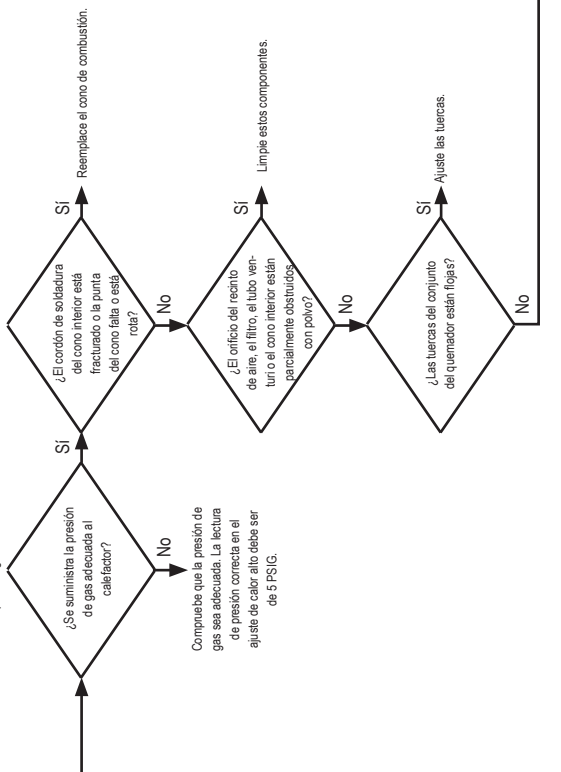 ¿Se suministra la presión
de gas adecuada al
calefactor?
Sí
No
Compruebe que la presión de
gas sea adecuada. La lectura
de presión correcta en el
ajuste de calor alto debe ser
de 5 PSIG.
¿El cordón de soldadura
del cono interior está
fracturado o la punta
del cono falta o está
rota?
Sí
Reemplace el cono de combustión.
No
¿El orificio del recinto
de aire, el filtro, el tubo ven-
turi o el cono interior están
parcialmente obstruidos
con polvo?
Sí
Limpie estos componentes.
No
¿Las tuercas del conjunto
del quemador están flojas?
Sí
Ajuste las tuercas.
No